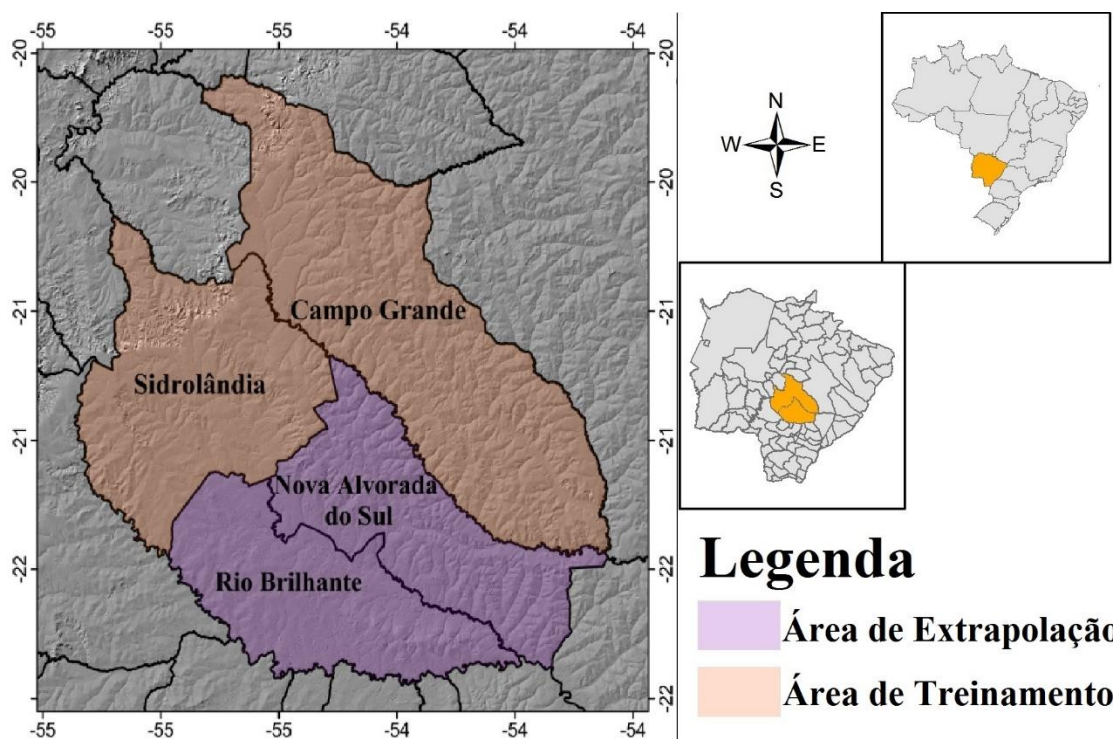 -55 -55 -55 -54 -54 -54
20
20
20
20
21
21
21
21
22
22
22
22
Campo Grande
Sidrolândia
Nova Alvorada
do Sul
Rio Brilhante
-55 -55 -55 -54 -54 -54
N
W E
S
Legenda
Área de Extrapolação
Área de Treinamento